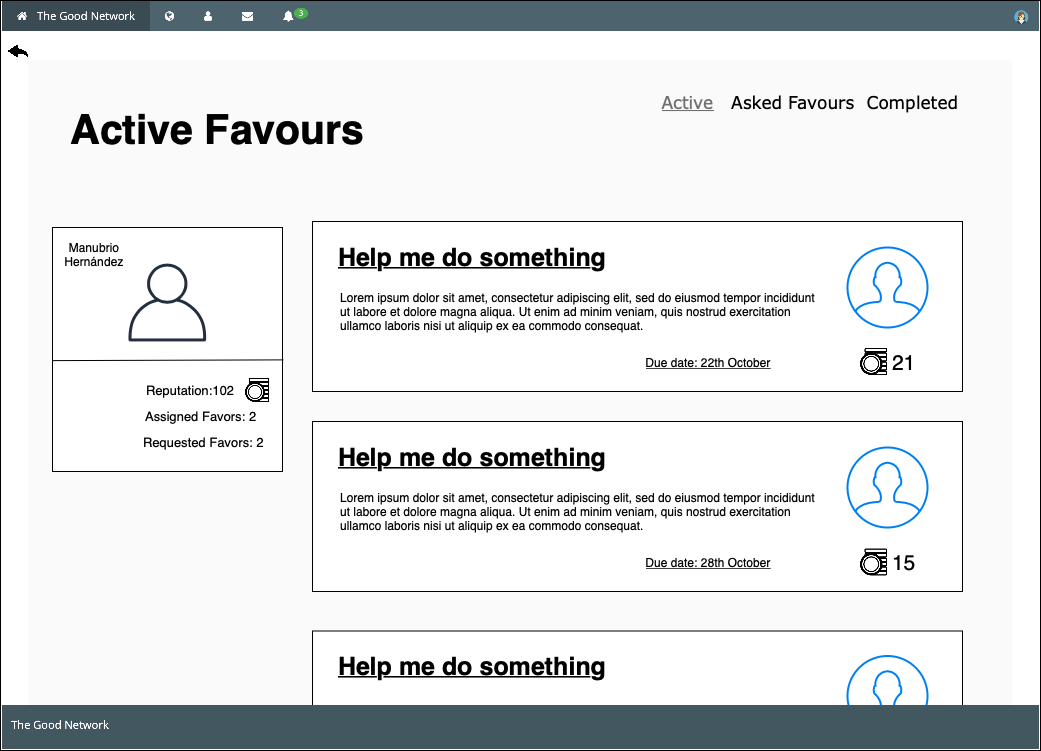 The Good Network
3
Active Asked Favours Completed
Active Favours
Manubrio
Hernández
Reputation:102
Assigned Favors: 2
Requested Favors: 2
Help me do something
Lorem ipsum dolor sit amet, consectetur adipiscing elit, sed do eiusmod tempor incididunt
ut labore et dolore magna aliqua. Ut enim ad minim veniam, quis nostrud exercitation
ullamco laboris nisi ut aliquip ex ea commodo consequat.
Due date: 22th October
21
Help me do something
Lorem ipsum dolor sit amet, consectetur adipiscing elit, sed do eiusmod tempor incididunt
ut labore et dolore magna aliqua. Ut enim ad minim veniam, quis nostrud exercitation
ullamco laboris nisi ut aliquip ex ea commodo consequat.
Due date: 28th October
15
Help me do something
The Good Network